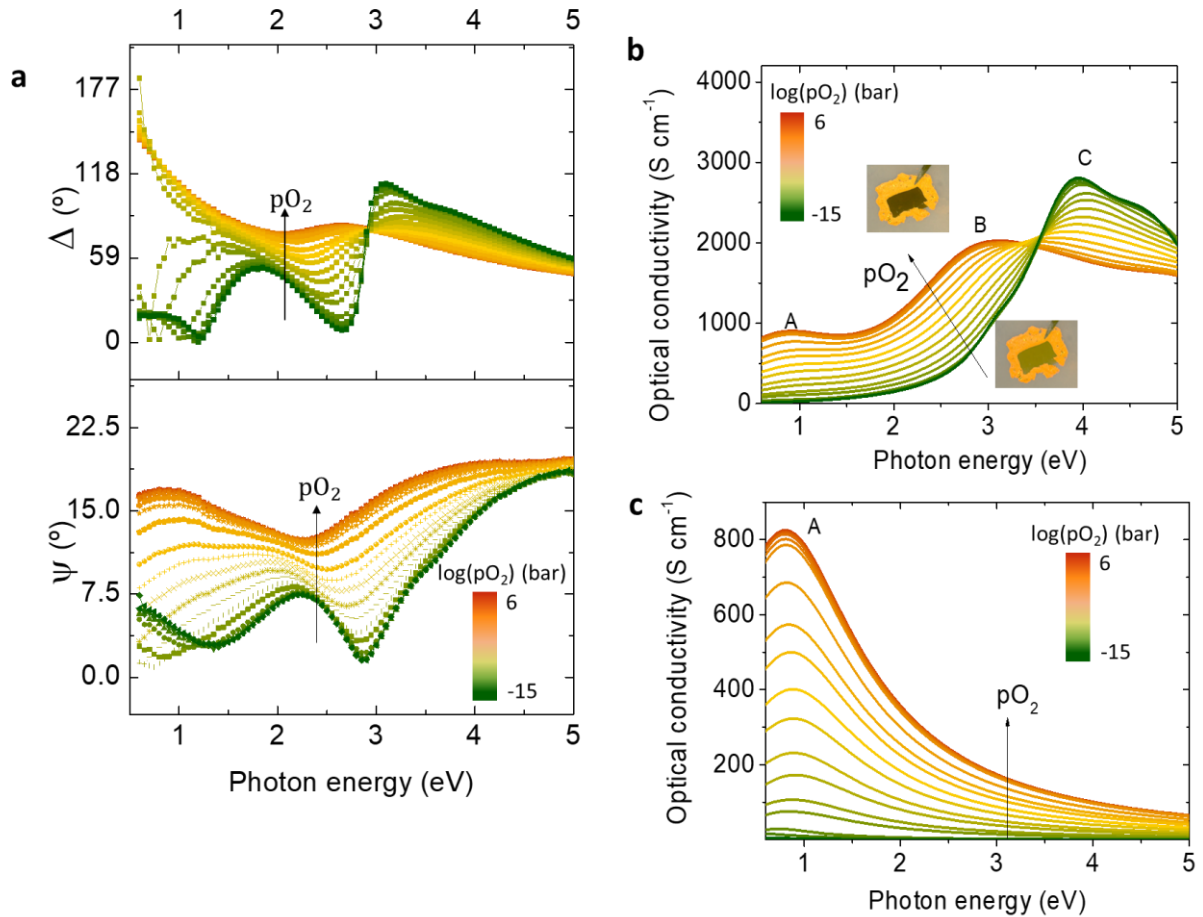 a
1 2 3 4 5
177
118
59
0
Δ (º)
pO₂
22.5
15.0
7.5
0.0
ψ (º)
pO₂
log(pO₂) (bar)
6
-15
1 2 3 4 5
Photon energy (eV)
b
4000
3000
2000
1000
0
Optical conductivity (S cm⁻¹)
log(pO₂) (bar)
6
-15
A
B
C
pO₂
1 2 3 4 5
Photon energy (eV)
c
800
600
400
200
Optical conductivity (S cm⁻¹)
A
log(pO₂) (bar)
6
-15
pO₂
1 2 3 4 5
Photon energy (eV)